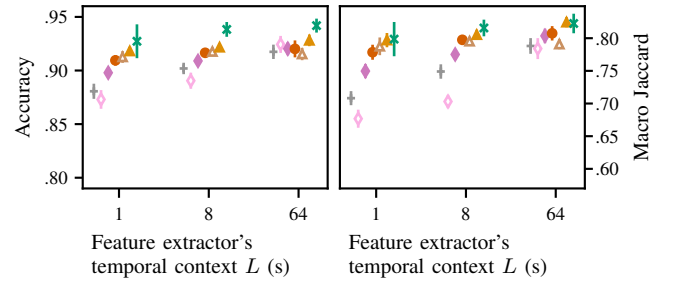 .95
.90
.85
.80
Accuracy
1 8 64
Feature extractor's
temporal context L (s)
.80
.75
.70
.65
.60
Macro Jaccard
1 8 64
Feature extractor's
temporal context L (s)